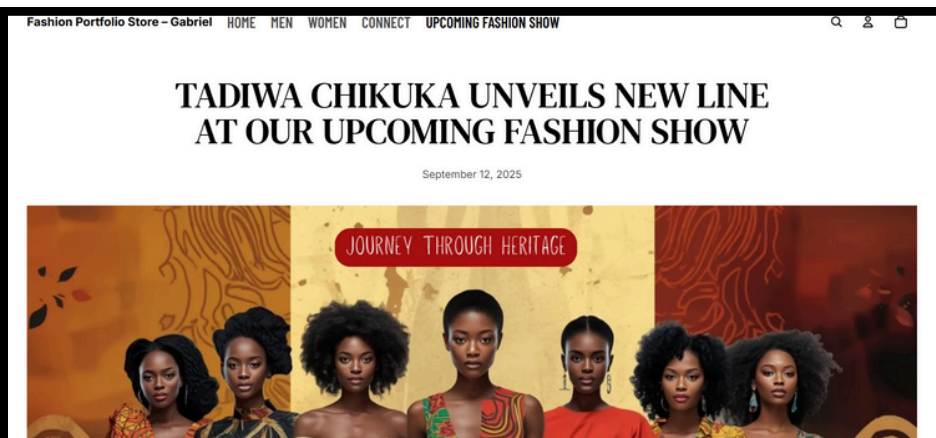 Fashion Portfolio Store – Gabriel HOME MEN WOMEN CONNECT UPCOMING FASHION SHOW
TADIWA CHIKUKA UNVEILS NEW LINE
AT OUR UPCOMING FASHION SHOW
September 12, 2025
JOURNEY THROUGH HERITAGE